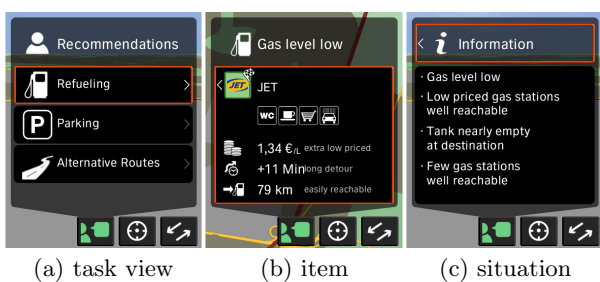 Recommendations
Refueling
P Parking
Alternative Routes
(a) task view
Gas level low
JET JET
WC
1,34 €/L extra low priced
+11 Min long detour
79 km easily reachable
(b) item
i Information
· Gas level low
· Low priced gas stations
well reachable
· Tank nearly empty
at destination
· Few gas stations
well reachable
(c) situation